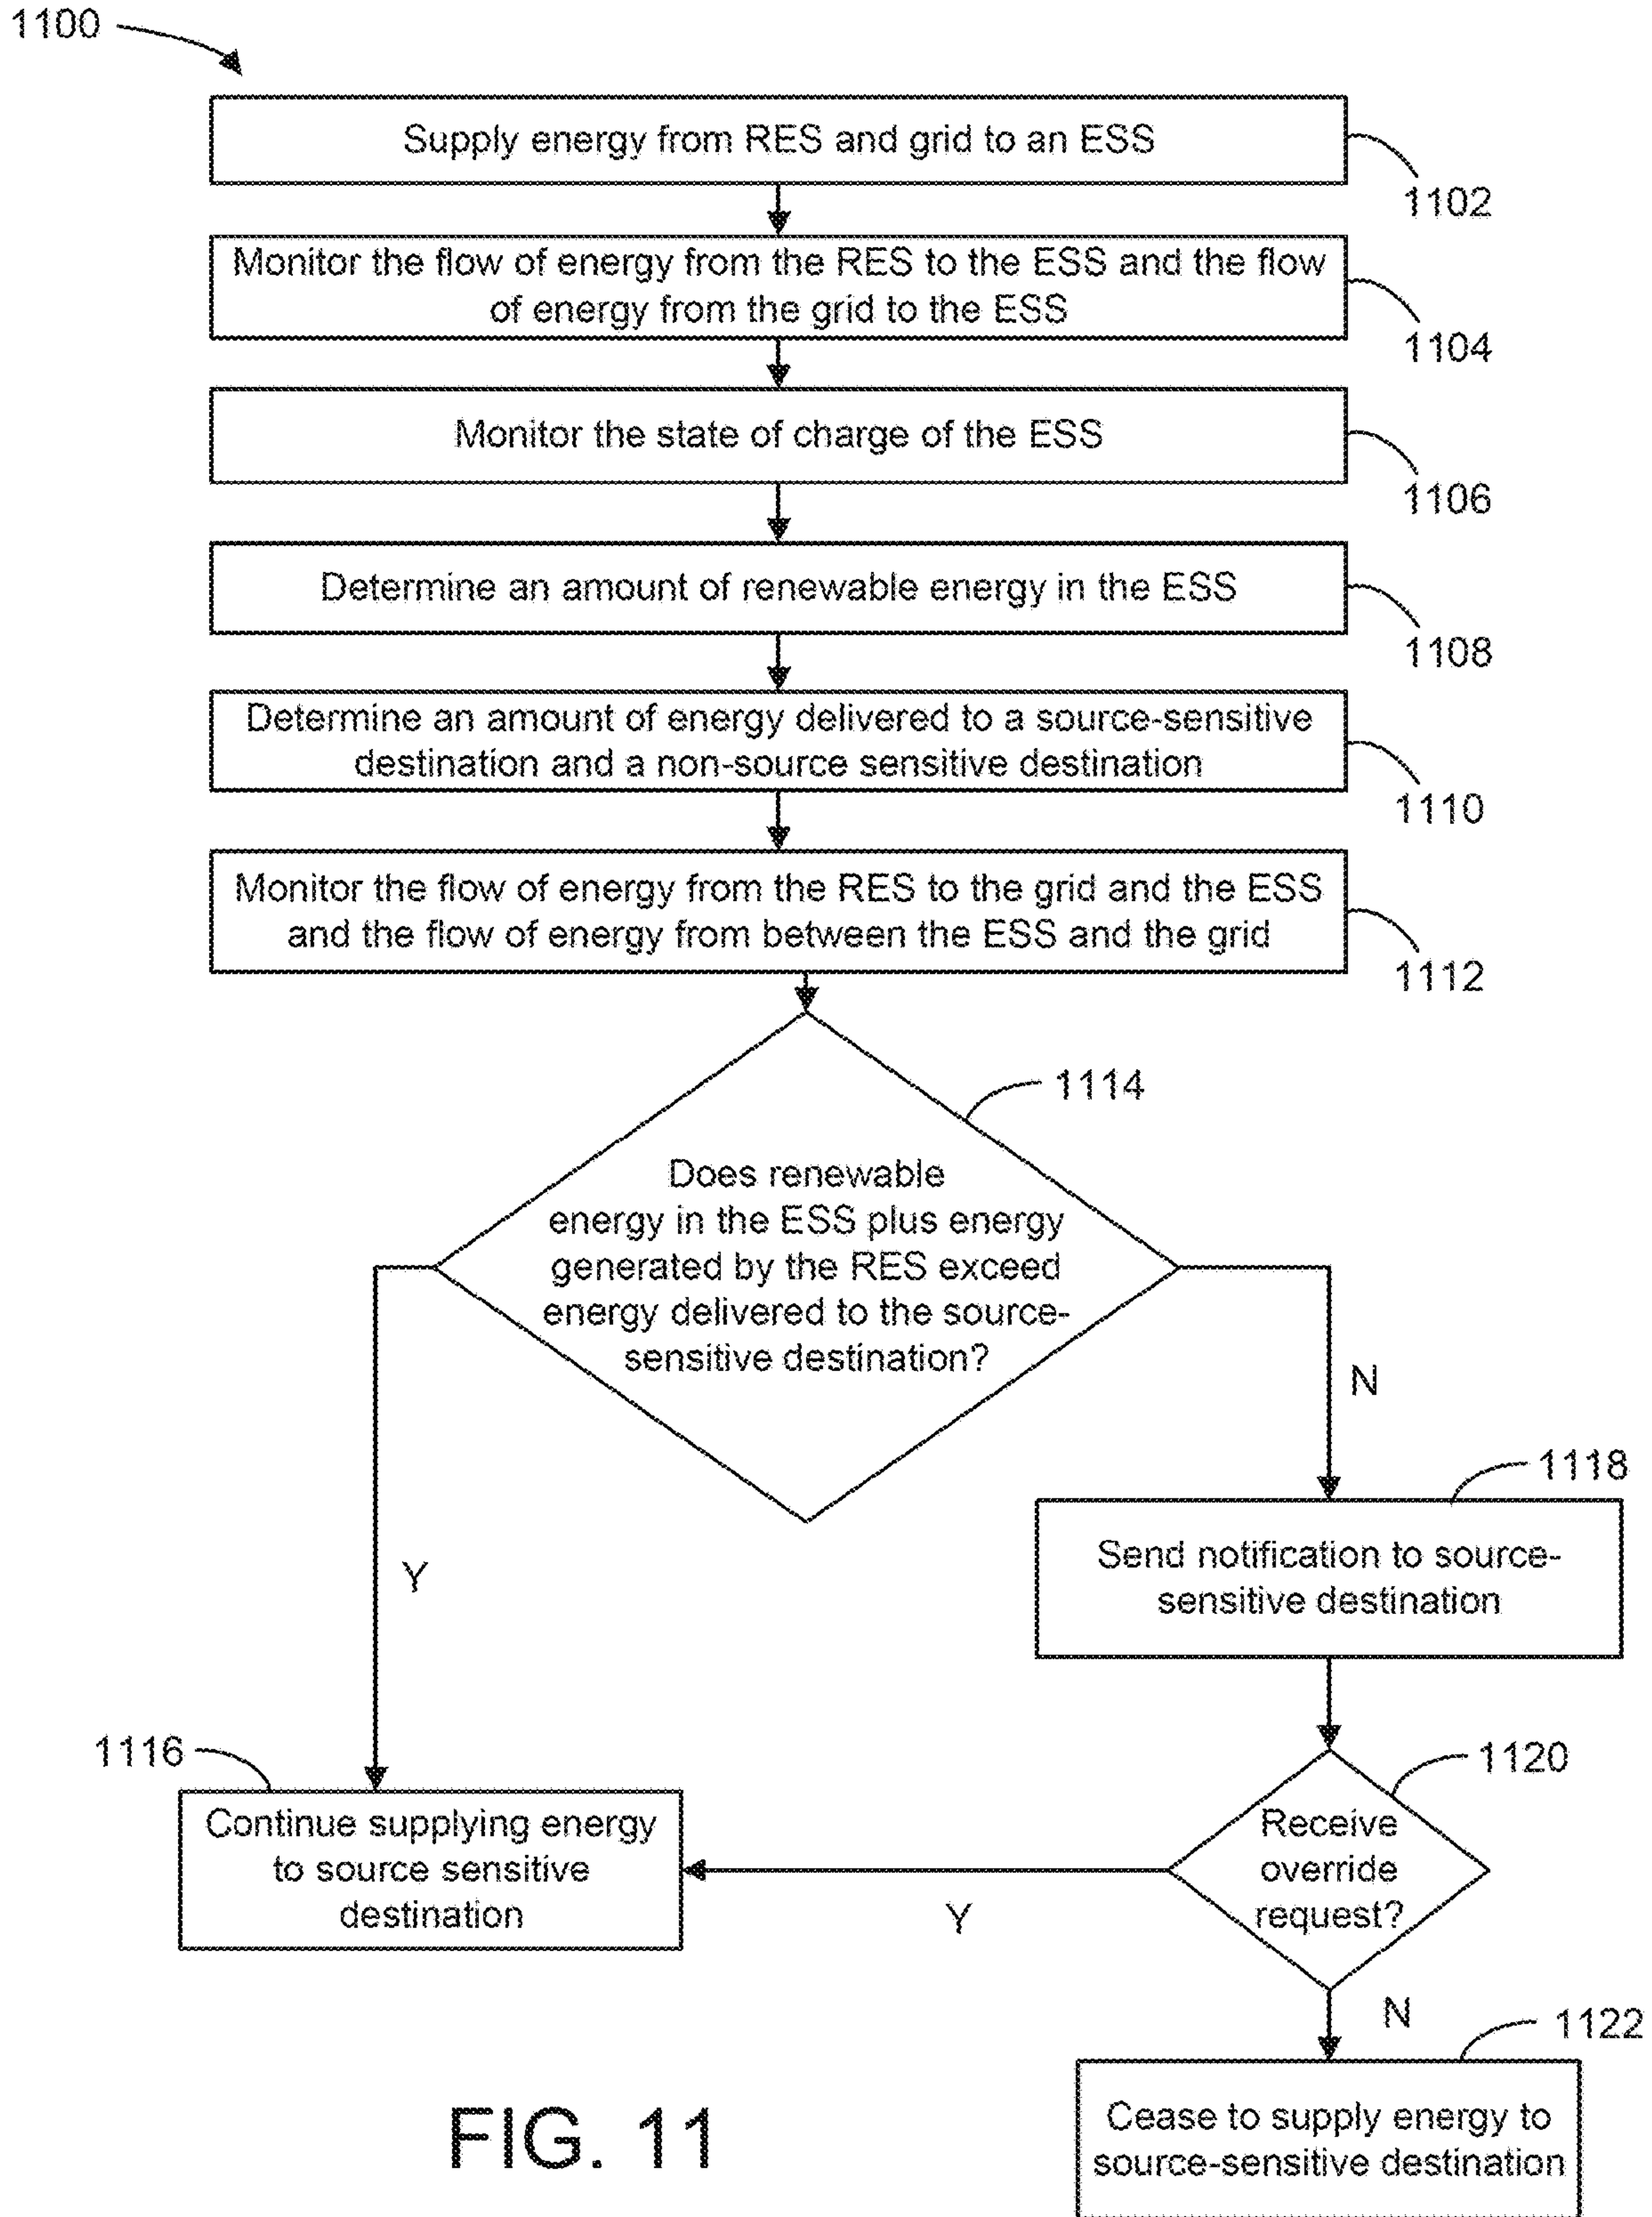 1100
Supply energy from RES and grid to an ESS
1102
Monitor the flow of energy from the RES to the ESS and the flow
of energy from the grid to the ESS
1104
Monitor the state of charge of the ESS
1106
Determine an amount of renewable energy in the ESS
1108
Determine an amount of energy delivered to a source-sensitive
destination and a non-source sensitive destination
1110
Monitor the flow of energy from the RES to the grid and the ESS
and the flow of energy from between the ESS and the grid
1112
1114
Does renewable
energy in the ESS plus energy
generated by the RES exceed
energy delivered to the source-
sensitive destination?
N
Y
1118
Send notification to source-
sensitive destination
1116
Continue supplying energy
to source sensitive
destination
1120
Receive
override
request?
Y
N
1122
Cease to supply energy to
source-sensitive destination
FIG. 11